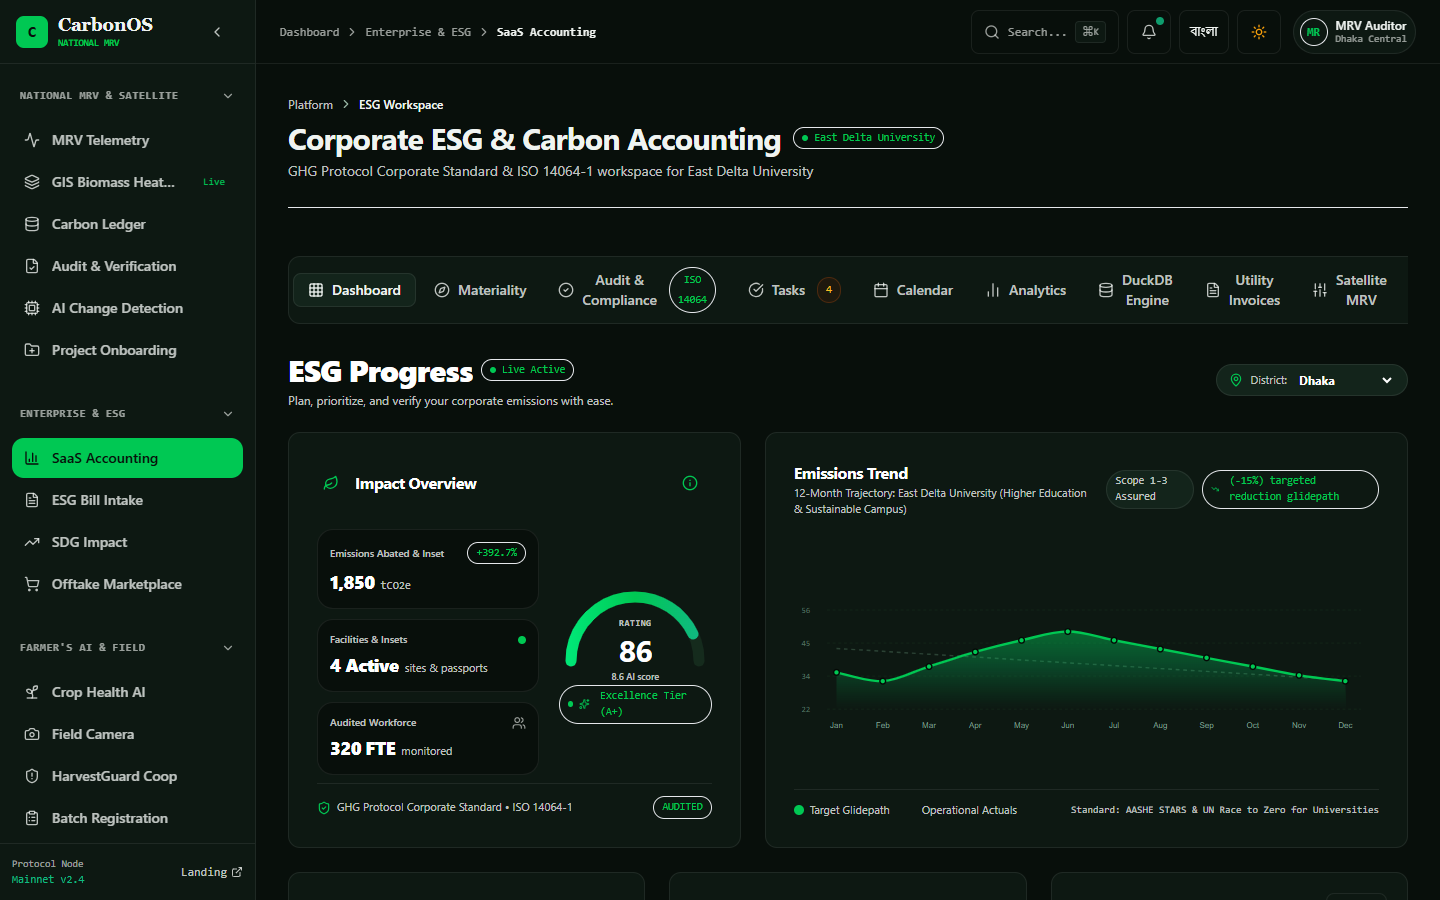 C
CarbonOS
NATIONAL MRV
Dashboard
Enterprise & ESG
SaaS Accounting
Search...
⌘K
বাংলা
MR
MRV Auditor
Dhaka Central
NATIONAL MRV & SATELLITE
MRV Telemetry
GIS Biomass Heat...
Live
Carbon Ledger
Audit & Verification
AI Change Detection
Project Onboarding
ENTERPRISE & ESG
SaaS Accounting
ESG Bill Intake
SDG Impact
Offtake Marketplace
FARMER'S AI & FIELD
Crop Health AI
Field Camera
HarvestGuard Coop
Batch Registration
Protocol Node
Mainnet v2.4
Landing
Platform
ESG Workspace
Corporate ESG & Carbon Accounting
East Delta University
GHG Protocol Corporate Standard & ISO 14064-1 workspace for East Delta University
Dashboard
Materiality
Audit &
Compliance
ISO
14064
Tasks
4
Calendar
Analytics
DuckDB
Engine
Utility
Invoices
Satellite
MRV
ESG Progress
Live Active
Plan, prioritize, and verify your corporate emissions with ease.
District:
Dhaka
Impact Overview
Emissions Abated & Inset
+392.7%
1,850 tCO2e
Facilities & Insets
4 Active sites & passports
Audited Workforce
320 FTE monitored
RATING
86
8.6 AI score
Excellence Tier
(A+)
GHG Protocol Corporate Standard • ISO 14064-1
AUDITED
Emissions Trend
12-Month Trajectory: East Delta University (Higher Education
& Sustainable Campus)
Scope 1-3
Assured
(-15%) targeted
reduction glidepath
56
45
34
22
Jan
Feb
Mar
Apr
May
Jun
Jul
Aug
Sep
Oct
Nov
Dec
Target Glidepath
Operational Actuals
Standard: AASHE STARS & UN Race to Zero for Universities